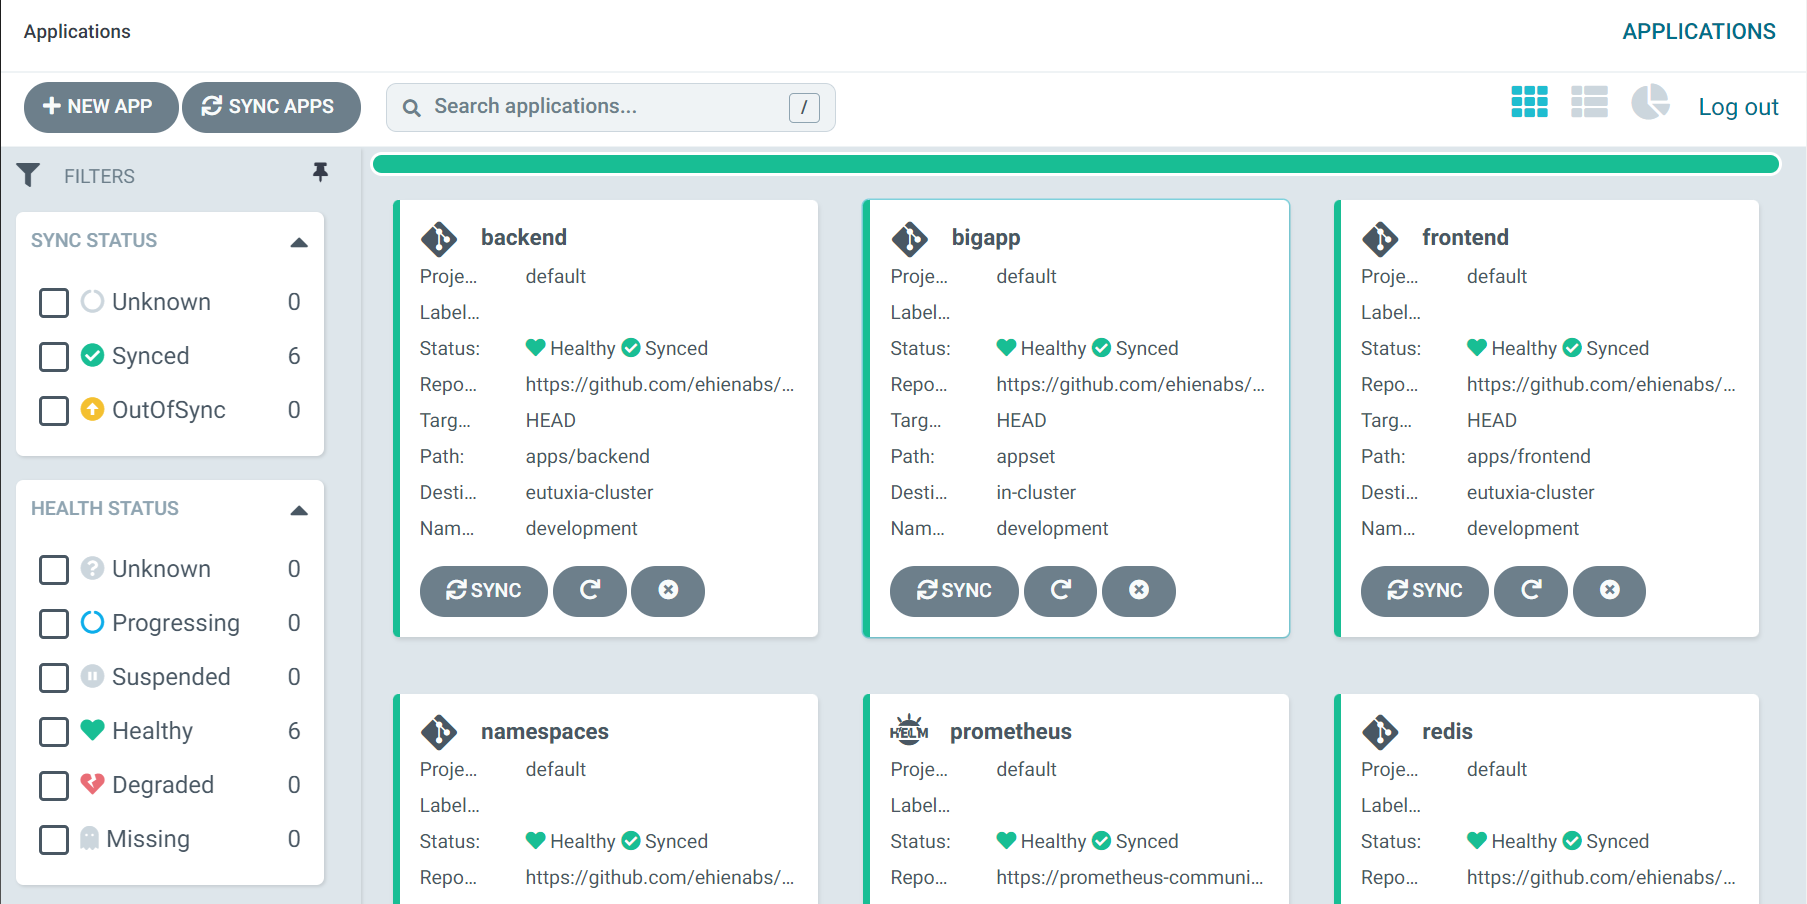 Applications
APPLICATIONS
NEW APP
SYNC APPS
Search applications...
/
Log out
FILTERS
SYNC STATUS
Unknown 0
Synced 6
OutOfSync 0
HEALTH STATUS
Unknown 0
Progressing 0
Suspended 0
Healthy 6
Degraded 0
Missing 0
backend
Proje... default
Label...
Status: Healthy Synced
Repo... https://github.com/ehienabs/...
Targ... HEAD
Path: apps/backend
Desti... eutuxia-cluster
Nam... development
SYNC
bigapp
Proje... default
Label...
Status: Healthy Synced
Repo... https://github.com/ehienabs/...
Targ... HEAD
Path: appset
Desti... in-cluster
Nam... development
SYNC
frontend
Proje... default
Label...
Status: Healthy Synced
Repo... https://github.com/ehienabs/...
Targ... HEAD
Path: apps/frontend
Desti... eutuxia-cluster
Nam... development
SYNC
namespaces
Proje... default
Label...
Status: Healthy Synced
Repo... https://github.com/ehienabs/...
HELM
prometheus
Proje... default
Label...
Status: Healthy Synced
Repo... https://prometheus-communi...
redis
Proje... default
Label...
Status: Healthy Synced
Repo... https://github.com/ehienabs/...